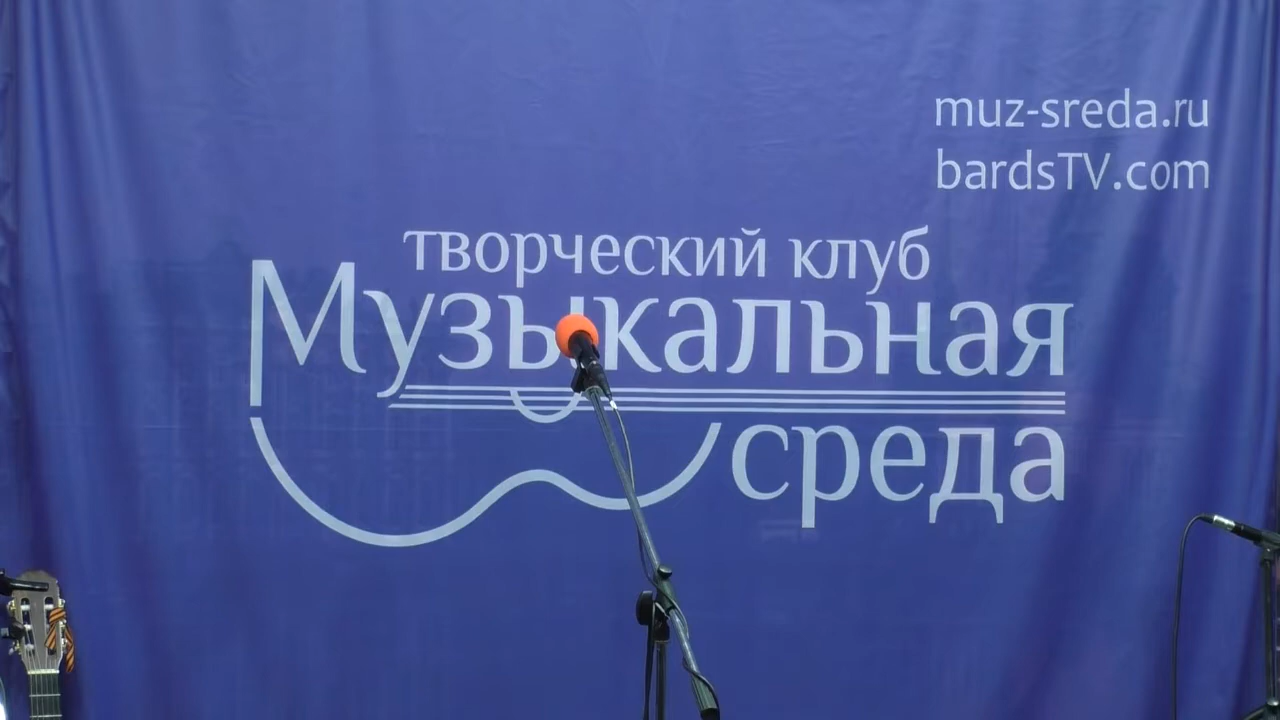 muz-sreda.ru
bardsTV.com
творческий клуб
Музыкальная
среда